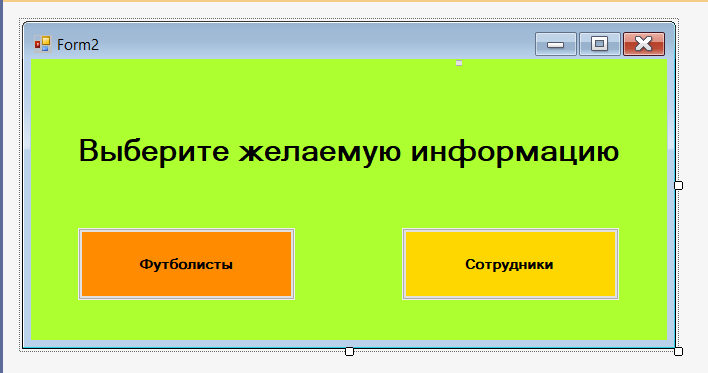 Form2
Выберите желаемую информацию
Футболисты
Сотрудники